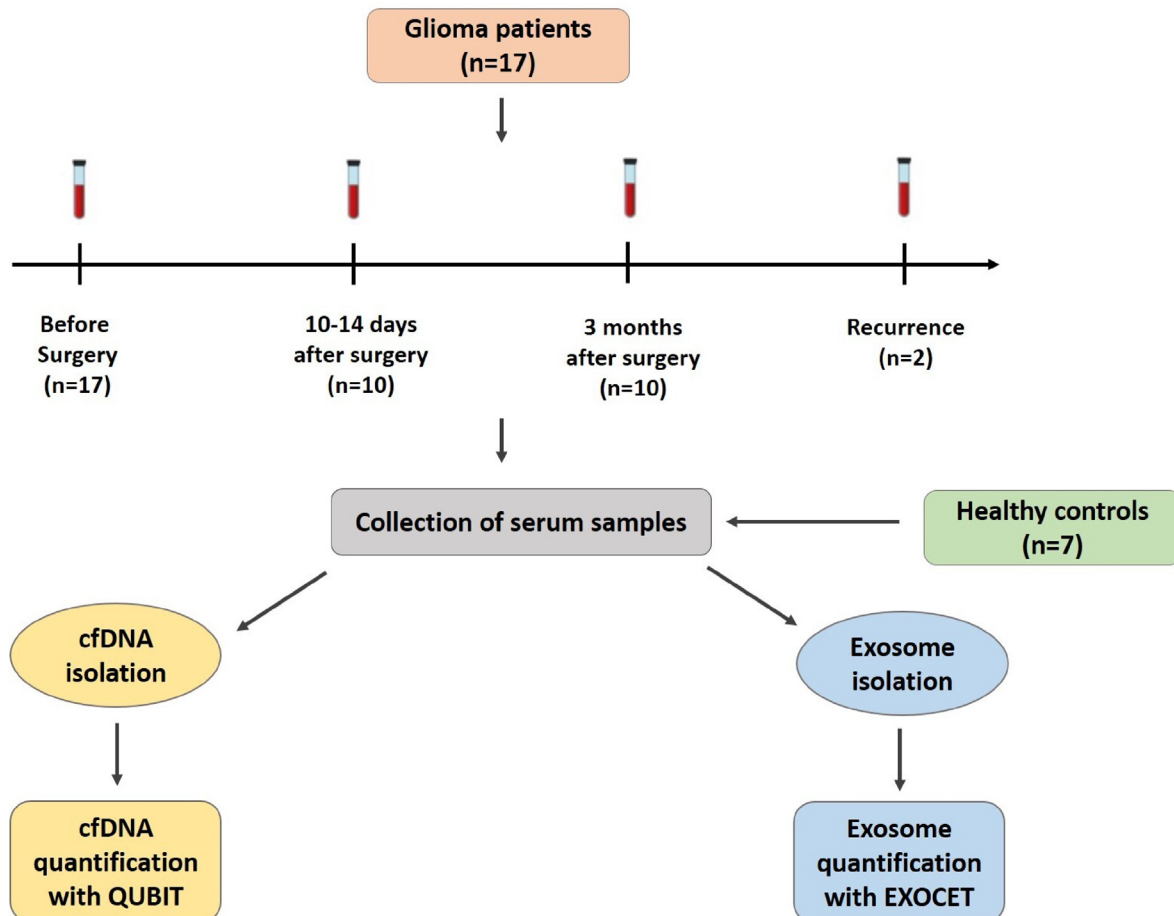 Glioma patients
(n=17)
Before
Surgery
(n=17)
10-14 days
after surgery
(n=10)
3 months
after surgery
(n=10)
Recurrence
(n=2)
Collection of serum samples
Healthy controls
(n=7)
cfDNA
isolation
Exosome
isolation
cfDNA
quantification
with QUBIT
Exosome
quantification
with EXOCET